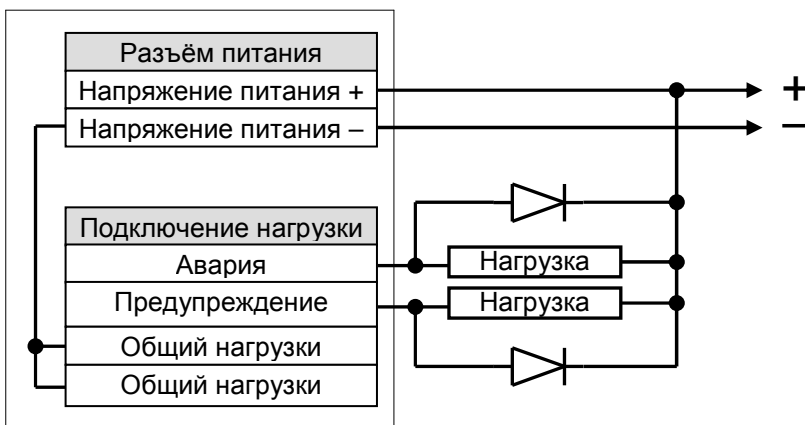 Разъём питания
Напряжение питания +
+
Напряжение питания –
–
Подключение нагрузки
Авария
Нагрузка
Предупреждение
Нагрузка
Общий нагрузки
Общий нагрузки